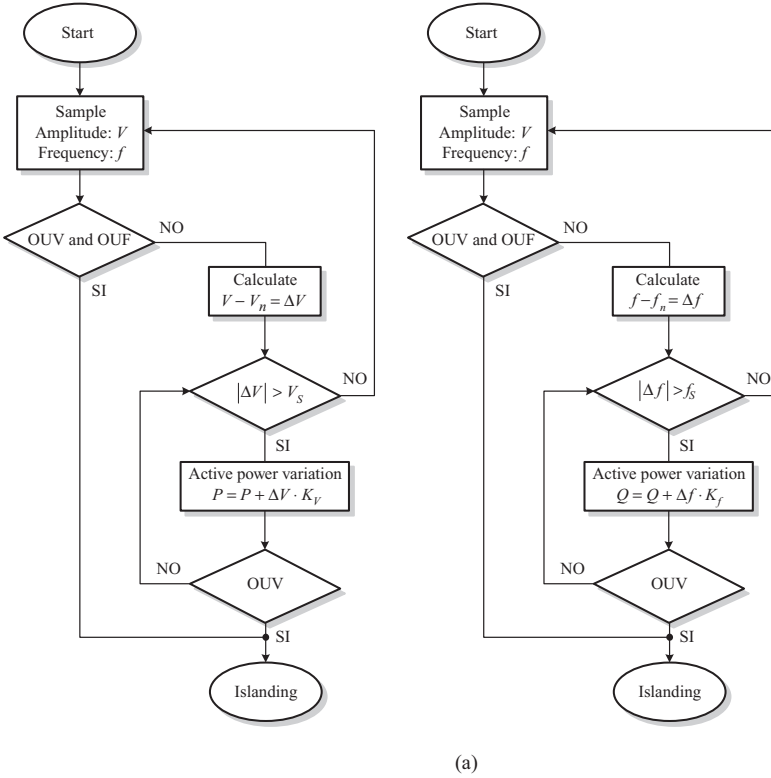 Start
Sample
Amplitude: V
Frequency: f
OUV and OUF
NO
SI
Calculate
V − V_n = ΔV
|ΔV| > V_S
NO
SI
Active power variation
P = P + ΔV · K_V
NO
OUV
SI
Islanding
Start
Sample
Amplitude: V
Frequency: f
OUV and OUF
NO
SI
Calculate
f − f_n = Δf
|Δf| > f_S
NO
SI
Active power variation
Q = Q + Δf · K_f
NO
OUV
SI
Islanding
(a)